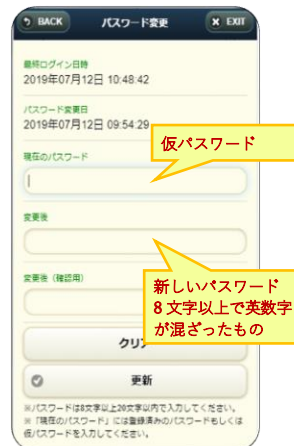 BACK パスワード変更 EXIT
最終ログイン日時
2019年07月12日 10:48:42
パスワード変更日
2019年07月12日 09:54:29
仮パスワード
現在のパスワード
変更後
新しいパスワード
8文字以上で英数字
が混ざったもの
変更後（確認用）
クリ
更新
※パスワードは8文字以上20文字以内で入力してください。
※「現在のパスワード」には登録済みのパスワードもしくは
仮パスワードを入力してください。